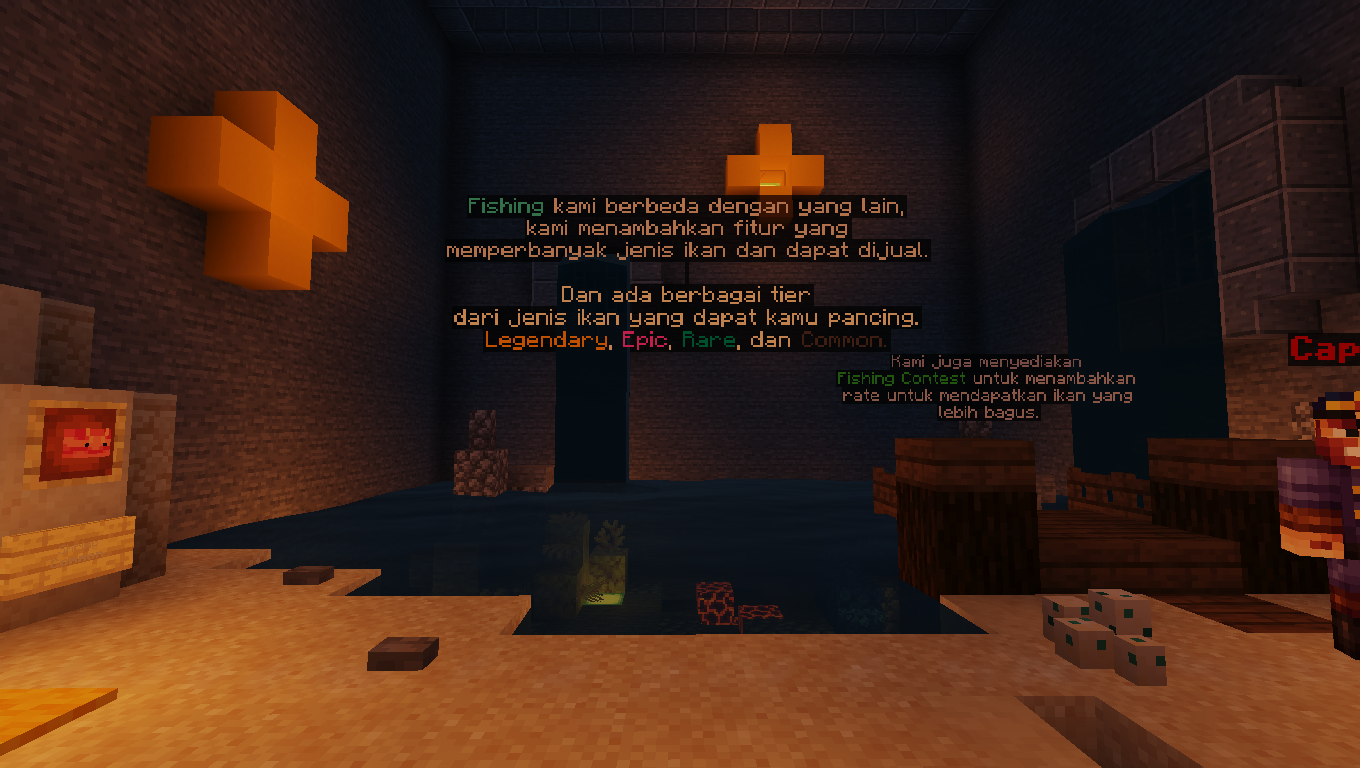 Fishing kami berbeda dengan yang lain,
kami menambahkan fitur yang
memperbanyak jenis ikan dan dapat dijual.
Dan ada berbagai tier
dari jenis ikan yang dapat kamu pancing.
Legendary, Epic, Rare, dan Common.
Kami juga menyediakan
Fishing Contest untuk menambahkan
rate untuk mendapatkan ikan yang
lebih bagus.
Cap